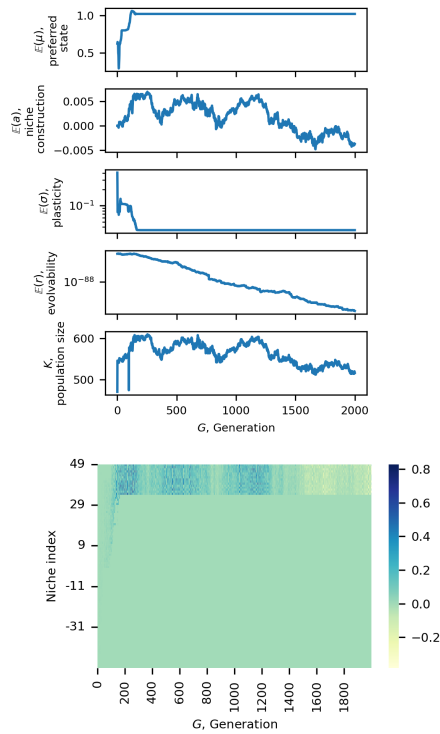 1.0
0.5
𝔼(μ),
preferred
state
0.005
0.000
−0.005
𝔼(a),
niche
construction
10⁻¹
𝔼(σ),
plasticity
10⁻⁸⁸
𝔼(r),
evolvability
600
500
K,
population size
0 500 1000 1500 2000
G, Generation
49
29
9
-11
-31
Niche index
0 200 400 600 800 1000 1200 1400 1600 1800
G, Generation
0.8
0.6
0.4
0.2
0.0
−0.2